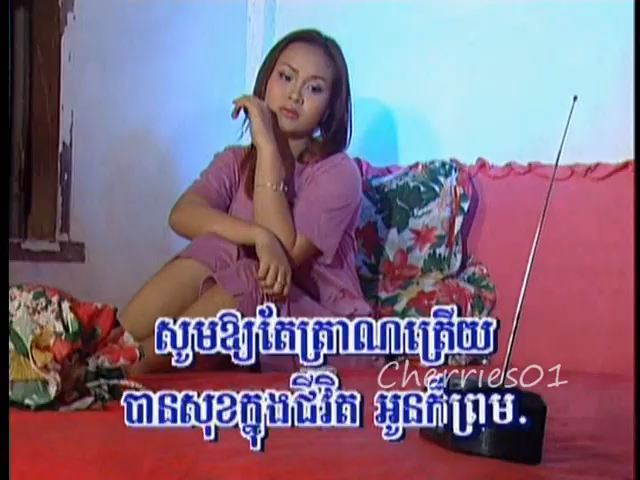 សូមឱ្យតែត្រាណត្រើយ
Cherries01
បានសុខក្នុងជីវិត អូនក៏ព្រម.